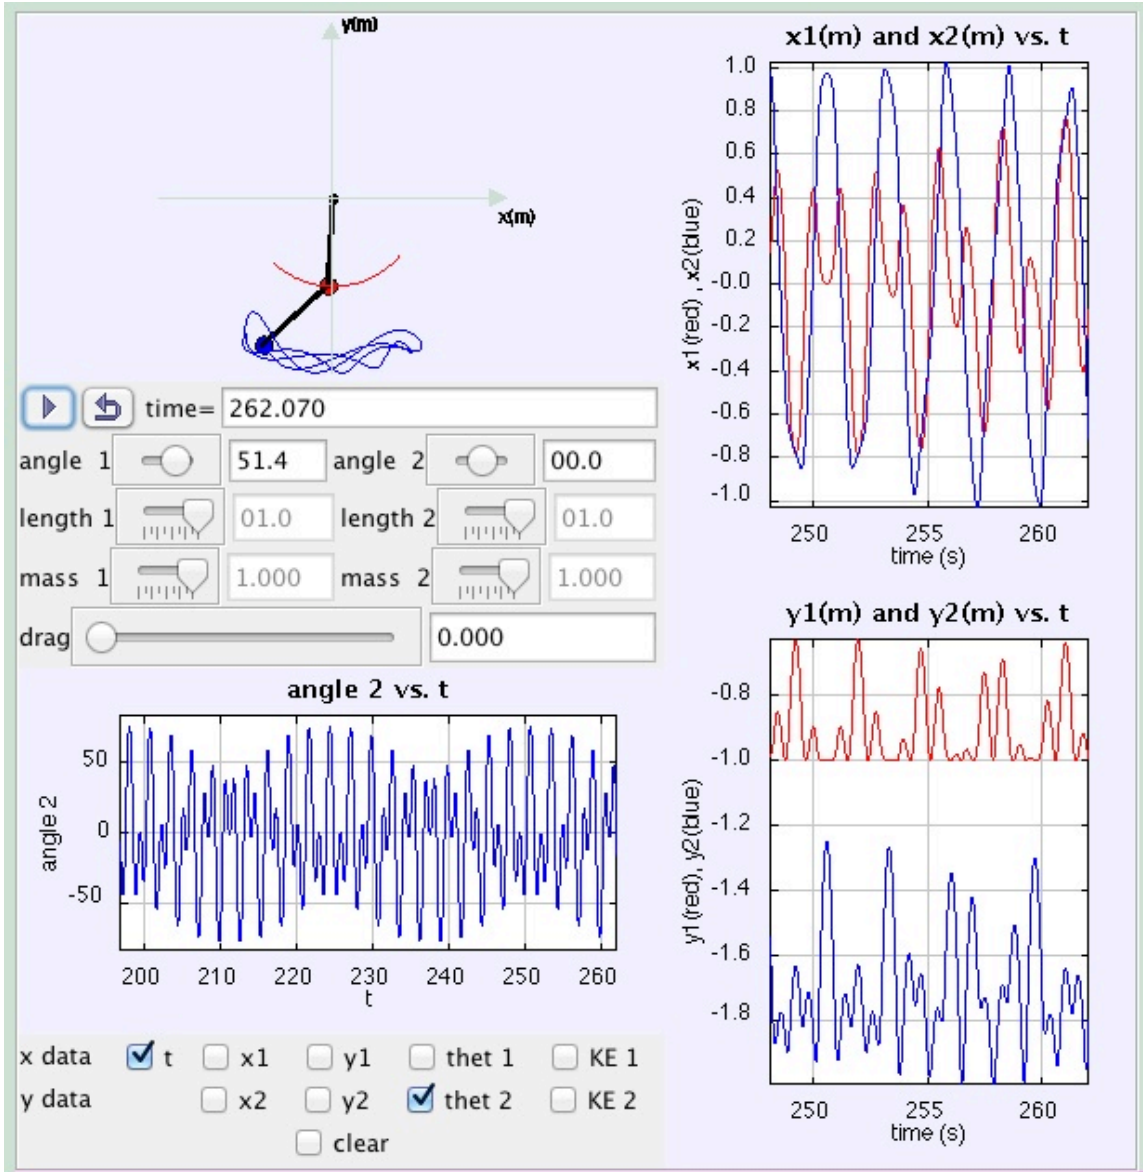 y(m)
x(m)
time= 262.070
angle 1 51.4 angle 2 00.0
length 1 01.0 length 2 01.0
mass 1 1.000 mass 2 1.000
drag 0.000
angle 2 vs. t
angle 2
50
0
-50
200 210 220 230 240 250 260
t
x data t x1 y1 thet 1 KE 1
y data x2 y2 thet 2 KE 2
clear
x1(m) and x2(m) vs. t
x1(red) , x2(blue)
1.0
0.8
0.6
0.4
0.2
-0.0
-0.2
-0.4
-0.6
-0.8
-1.0
250 255 260
time (s)
y1(m) and y2(m) vs. t
y1(red), y2(blue)
-0.8
-1.0
-1.2
-1.4
-1.6
-1.8
250 255 260
time (s)